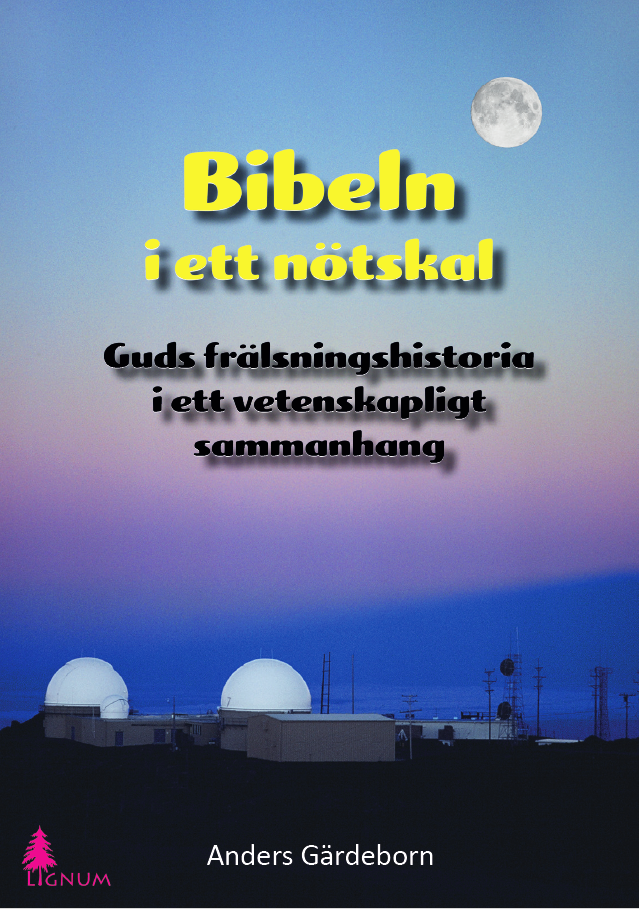 Bibeln
i ett nötskal
Guds frälsningshistoria
i ett vetenskapligt
sammanhang
Anders Gärdeborn
LIGNUM